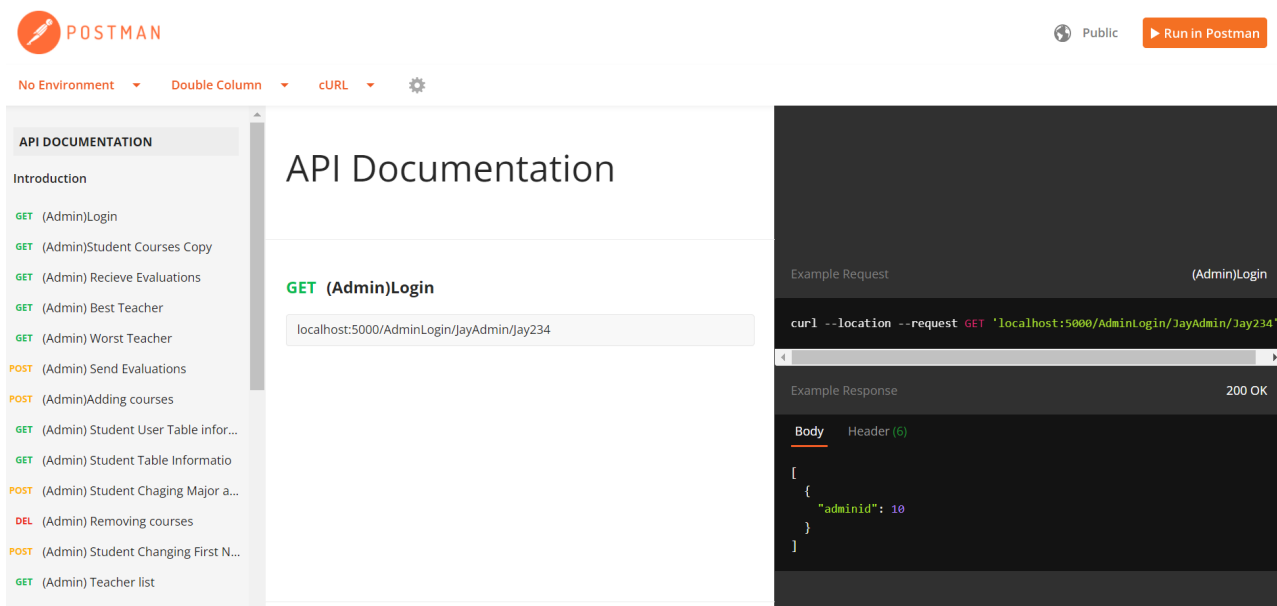 POSTMAN
Public
Run in Postman
No Environment
Double Column
cURL
API DOCUMENTATION
Introduction
GET (Admin)Login
GET (Admin)Student Courses Copy
GET (Admin) Recieve Evaluations
GET (Admin) Best Teacher
GET (Admin) Worst Teacher
POST (Admin) Send Evaluations
POST (Admin)Adding courses
GET (Admin) Student User Table infor...
GET (Admin) Student Table Informatio
POST (Admin) Student Chaging Major a...
DEL (Admin) Removing courses
POST (Admin) Student Changing First N...
GET (Admin) Teacher list
API Documentation
GET (Admin)Login
localhost:5000/AdminLogin/JayAdmin/Jay234
Example Request (Admin)Login
curl --location --request GET 'localhost:5000/AdminLogin/JayAdmin/Jay234'
Example Response 200 OK
Body Header (6)
[
{
"adminid": 10
}
]